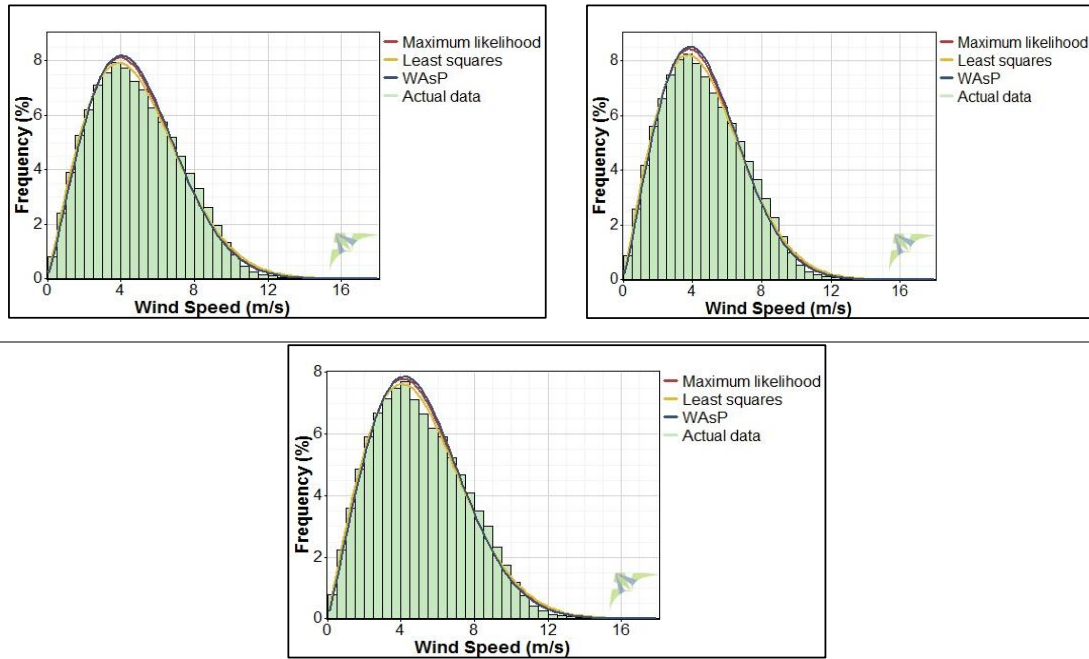 Maximum likelihood
Least squares
WAsP
Actual data
Frequency (%)
8
6
4
2
0
0 4 8 12 16
Wind Speed (m/s)
Maximum likelihood
Least squares
WAsP
Actual data
Frequency (%)
8
6
4
2
0
0 4 8 12 16
Wind Speed (m/s)
Maximum likelihood
Least squares
WAsP
Actual data
Frequency (%)
8
6
4
2
0
0 4 8 12 16
Wind Speed (m/s)